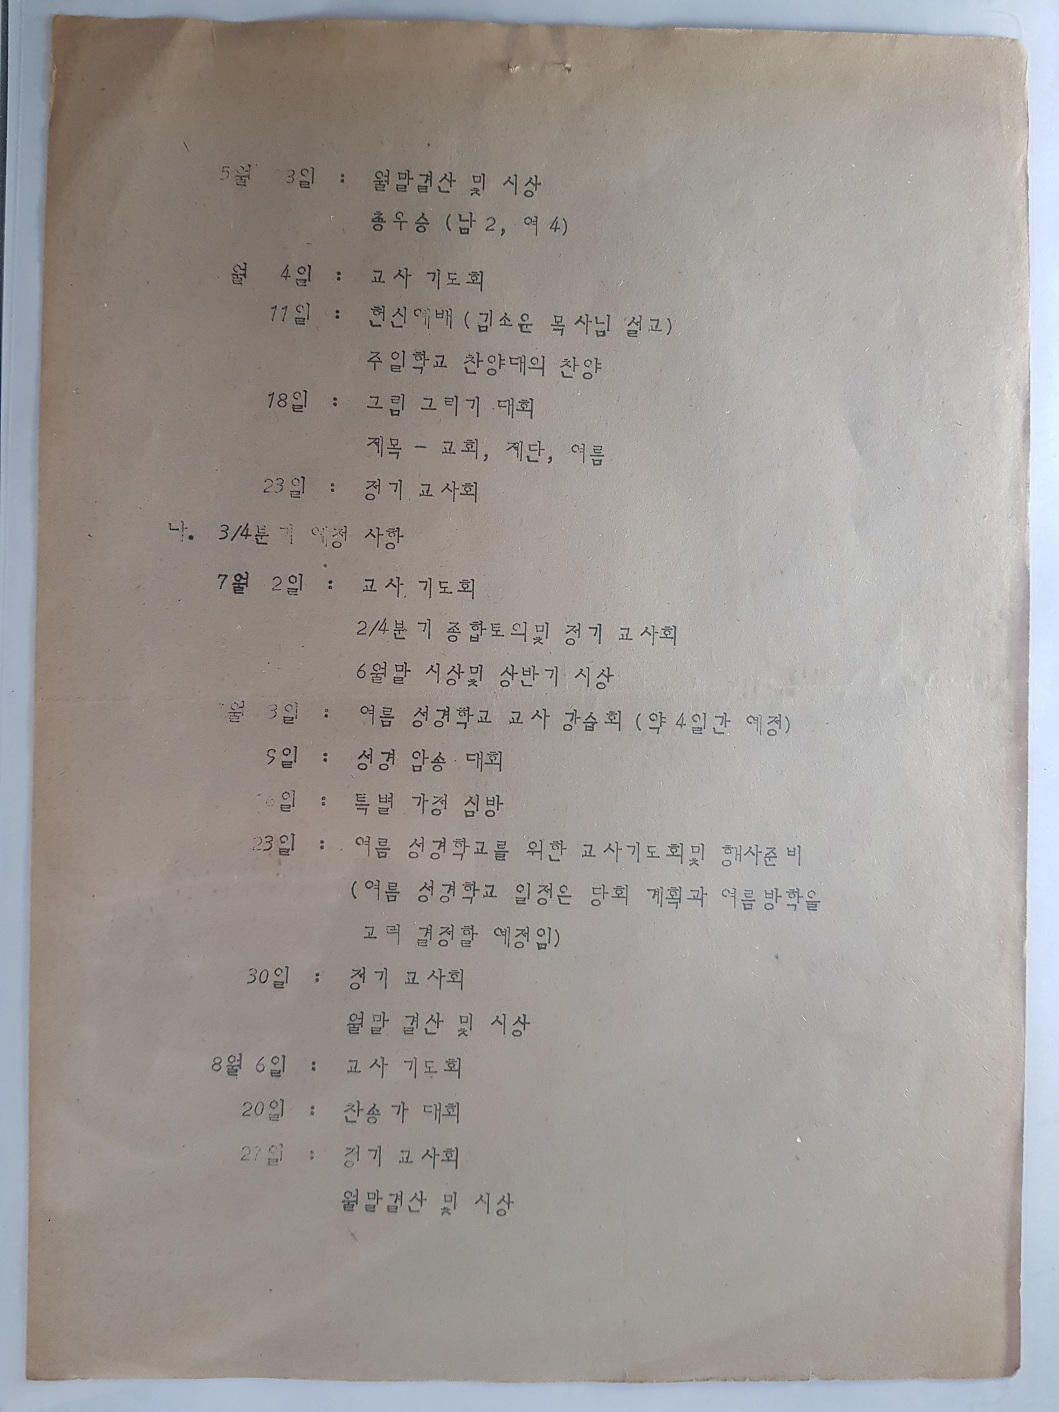 5월 3일 : 월말결산 및 시상
총우승 (남 2, 여 4)
월 4일 : 교사 기도회
11일 : 헌신예배 (김소운 목사님 설교)
주일학교 찬양대의 찬양
18일 : 그림 그리기 대회
제목 - 교회, 제단, 여름
23일 : 정기 교사회
나. 3/4분기 예정 사항
7월 2일 : 교사 기도회
2/4분기 종합토의및 정기 교사회
6월말 시상및 상반기 시상
월 3일 : 여름 성경학교 교사 강습회 (약 4일간 예정)
9일 : 성경 암송 대회
16일 : 특별 가정 심방
23일 : 여름 성경학교를 위한 교사기도회및 행사준비
(여름 성경학교 일정은 당회 계획과 여름방학을
고려 결정할 예정임)
30일 : 정기 교사회
월말 결산 및 시상
8월 6일 : 교사 기도회
20일 : 찬송가 대회
27일 : 정기 교사회
월말결산 및 시상